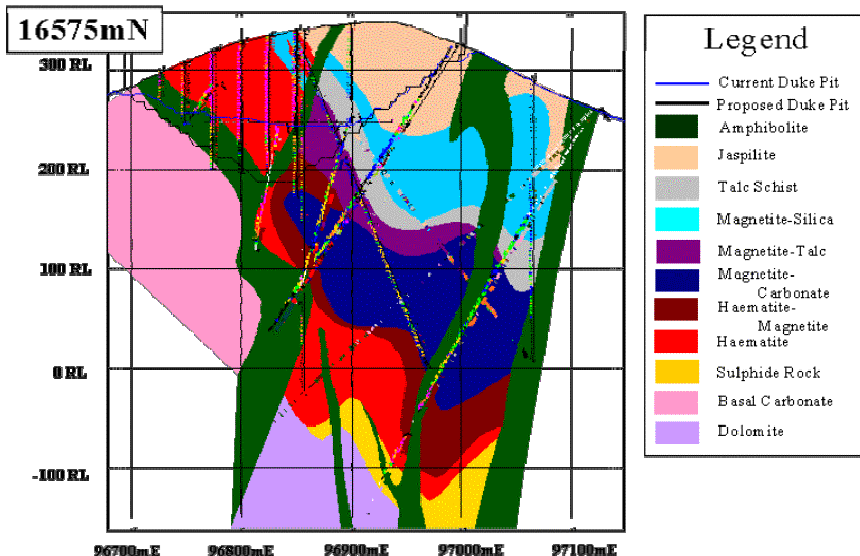 16575mN
300 RL
200 RL
100 RL
0 RL
-100 RL
96700mE 96800mE 96900mE 97000mE 97100mE
Legend
Current Duke Pit
Proposed Duke Pit
Amphibolite
Jaspilite
Talc Schist
Magnetite-Silica
Magnetite-Talc
Magnetite-
Carbonate
Haematite-
Magnetite
Haematite
Sulphide Rock
Basal Carbonate
Dolomite